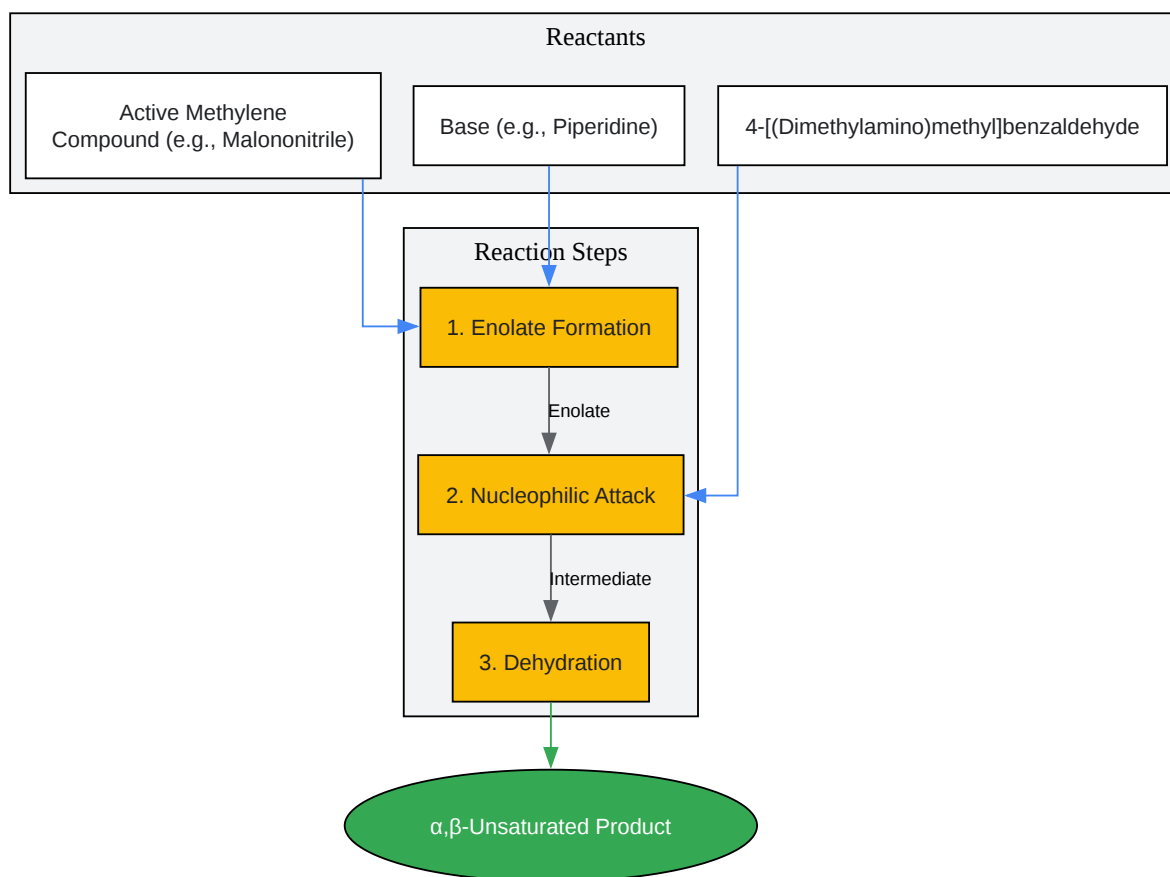 Reactants
Active Methylene
Compound (e.g., Malononitrile)
Base (e.g., Piperidine)
4-[(Dimethylamino)methyl]benzaldehyde
Reaction Steps
1. Enolate Formation
Enolate
2. Nucleophilic Attack
Intermediate
3. Dehydration
α,β-Unsaturated Product